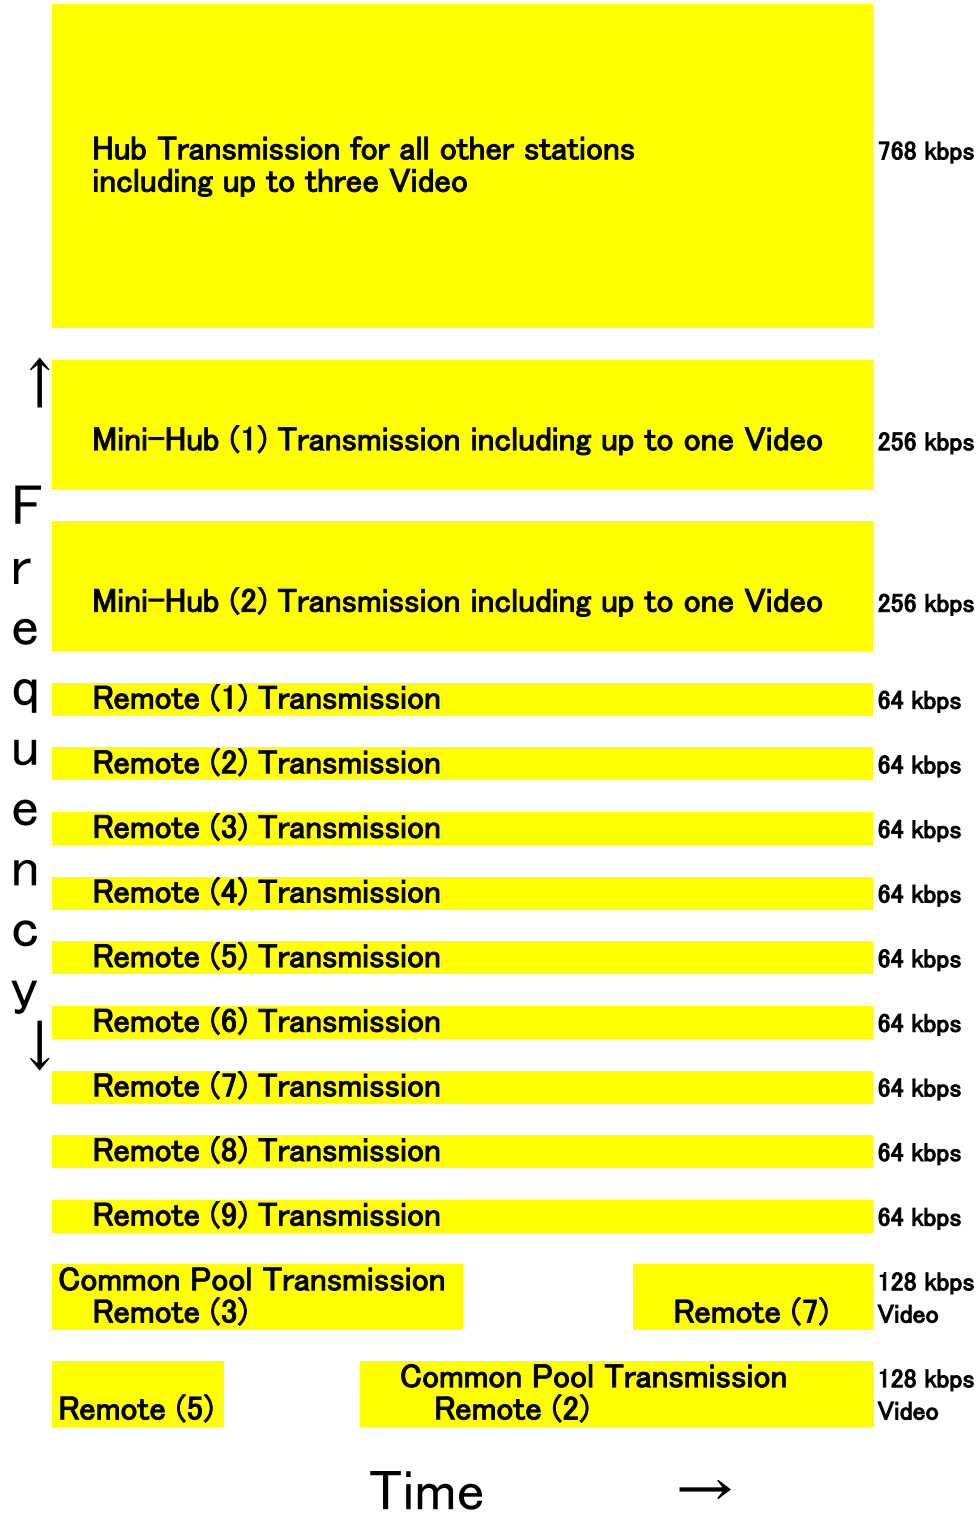 Hub Transmission for all other stations
including up to three Video
768 kbps
↑
Frequency
↓
Mini-Hub (1) Transmission including up to one Video
256 kbps
Mini-Hub (2) Transmission including up to one Video
256 kbps
Remote (1) Transmission
64 kbps
Remote (2) Transmission
64 kbps
Remote (3) Transmission
64 kbps
Remote (4) Transmission
64 kbps
Remote (5) Transmission
64 kbps
Remote (6) Transmission
64 kbps
Remote (7) Transmission
64 kbps
Remote (8) Transmission
64 kbps
Remote (9) Transmission
64 kbps
Common Pool Transmission
Remote (3)
Remote (7)
128 kbps
Video
Remote (5)
Common Pool Transmission
Remote (2)
128 kbps
Video
Time →